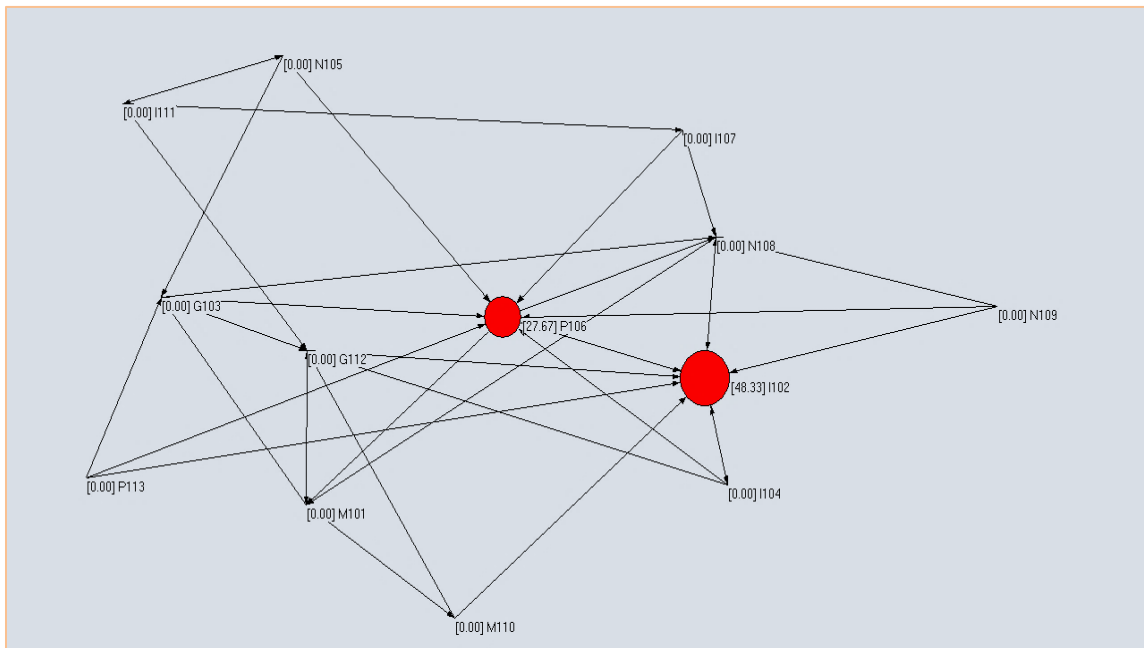 [0.00] N105
[0.00] I111
[0.00] I107
[0.00] N108
[0.00] G103
[0.00] N109
[27.67] P106
[0.00] G112
[48.33] I102
[0.00] P113
[0.00] I104
[0.00] M101
[0.00] M110